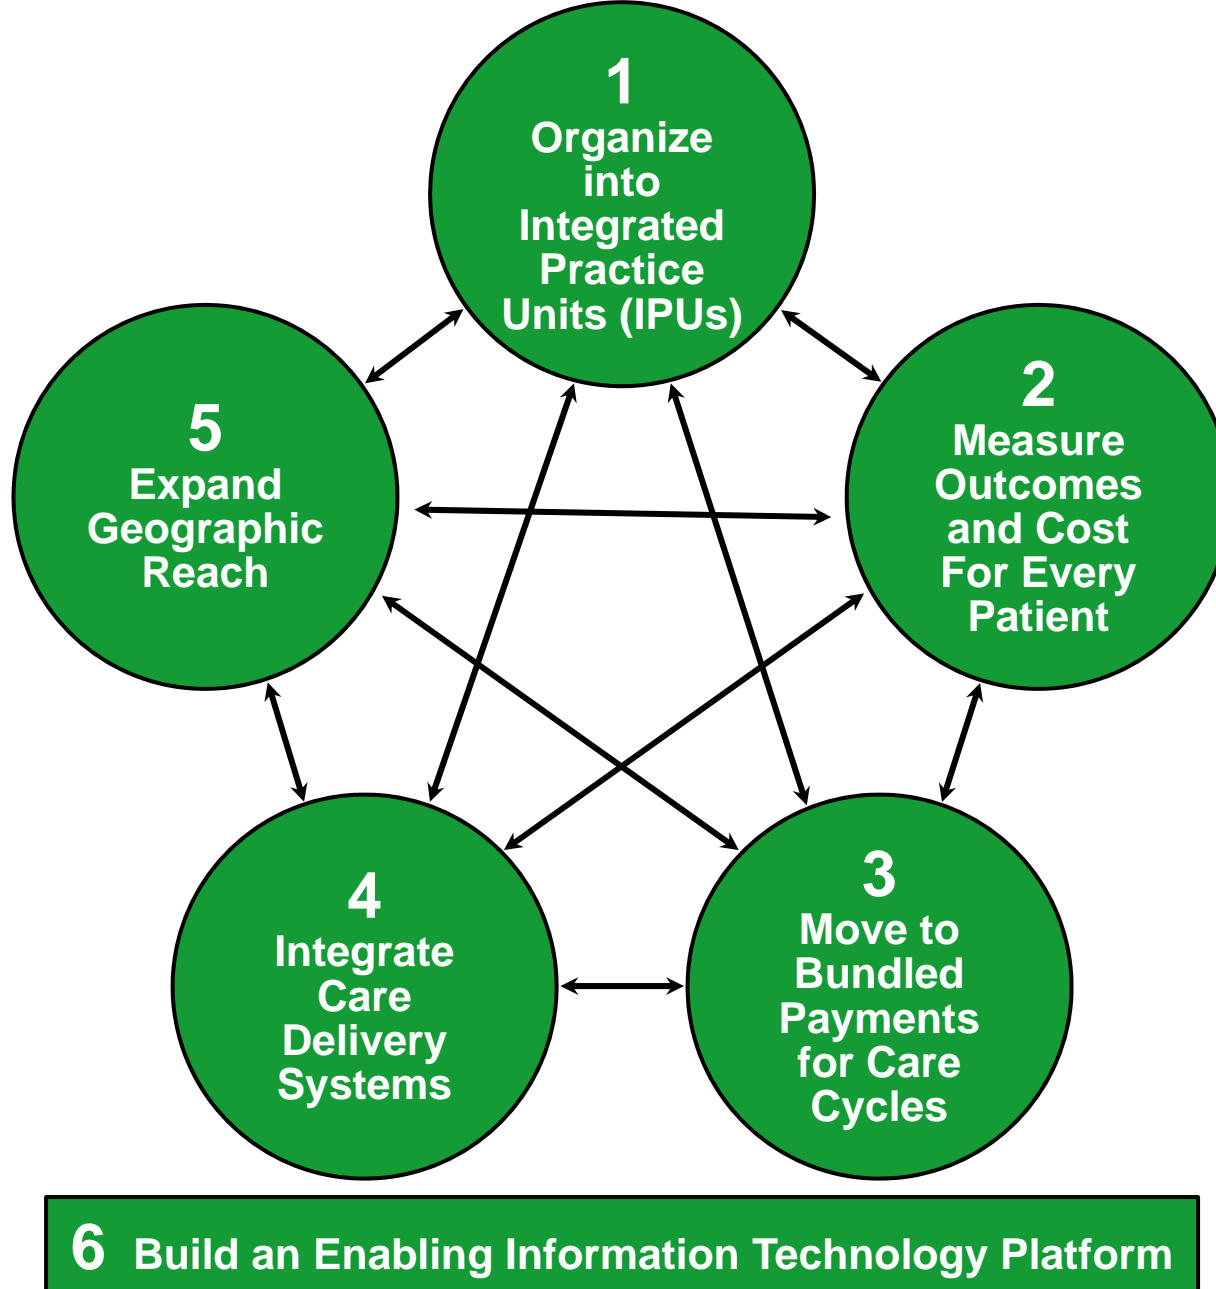 1
Organize
into
Integrated
Practice
Units (IPUs)
2
Measure
Outcomes
and Cost
For Every
Patient
3
Move to
Bundled
Payments
for Care
Cycles
4
Integrate
Care
Delivery
Systems
5
Expand
Geographic
Reach
6 Build an Enabling Information Technology Platform